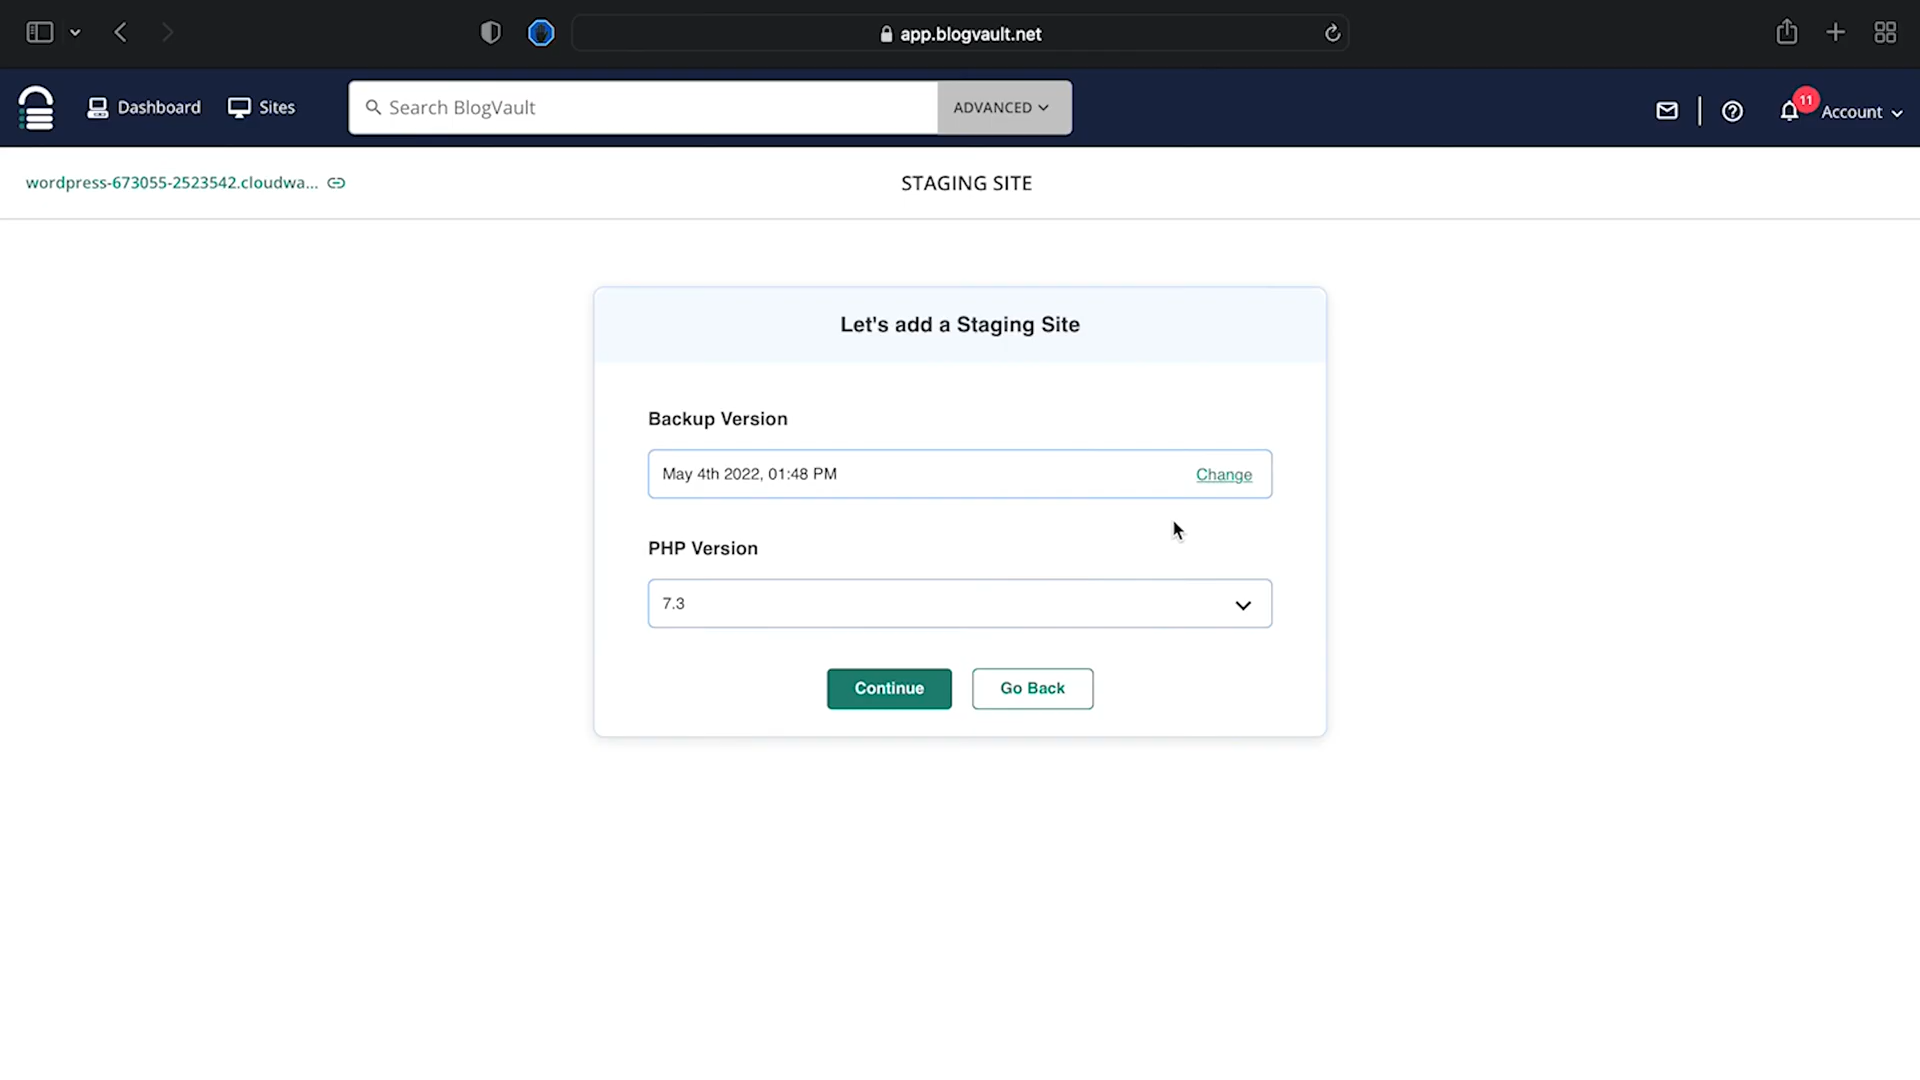 app.blogvault.net
Dashboard
Sites
Search BlogVault
ADVANCED
11
Account
wordpress-673055-2523542.cloudwa...
STAGING SITE
Let's add a Staging Site
Backup Version
May 4th 2022, 01:48 PM
Change
PHP Version
7.3
Continue
Go Back